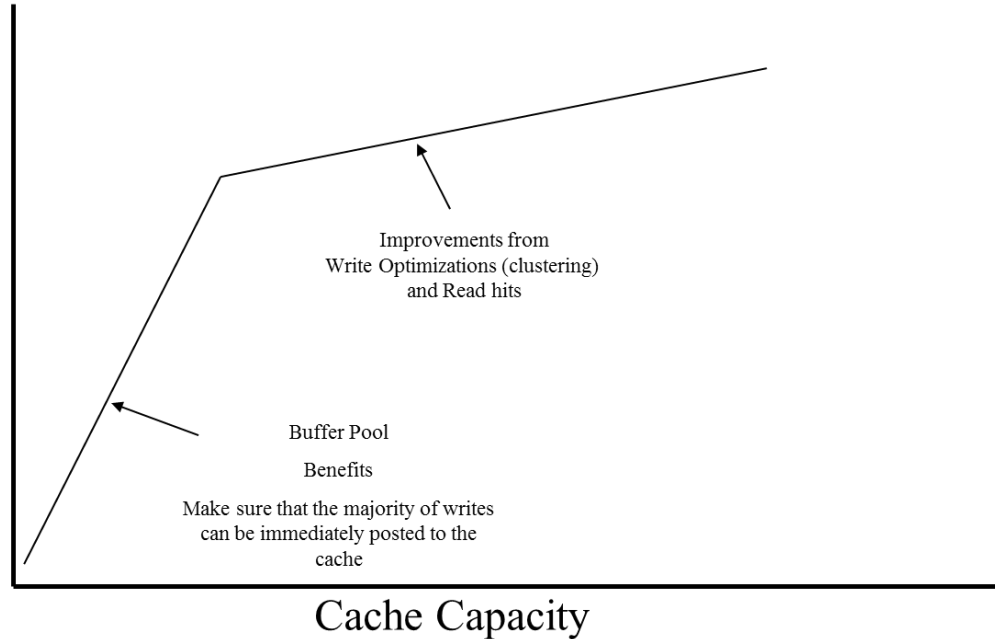 Improvements from
Write Optimizations (clustering)
and Read hits
Buffer Pool
Benefits
Make sure that the majority of writes
can be immediately posted to the
cache
Cache Capacity